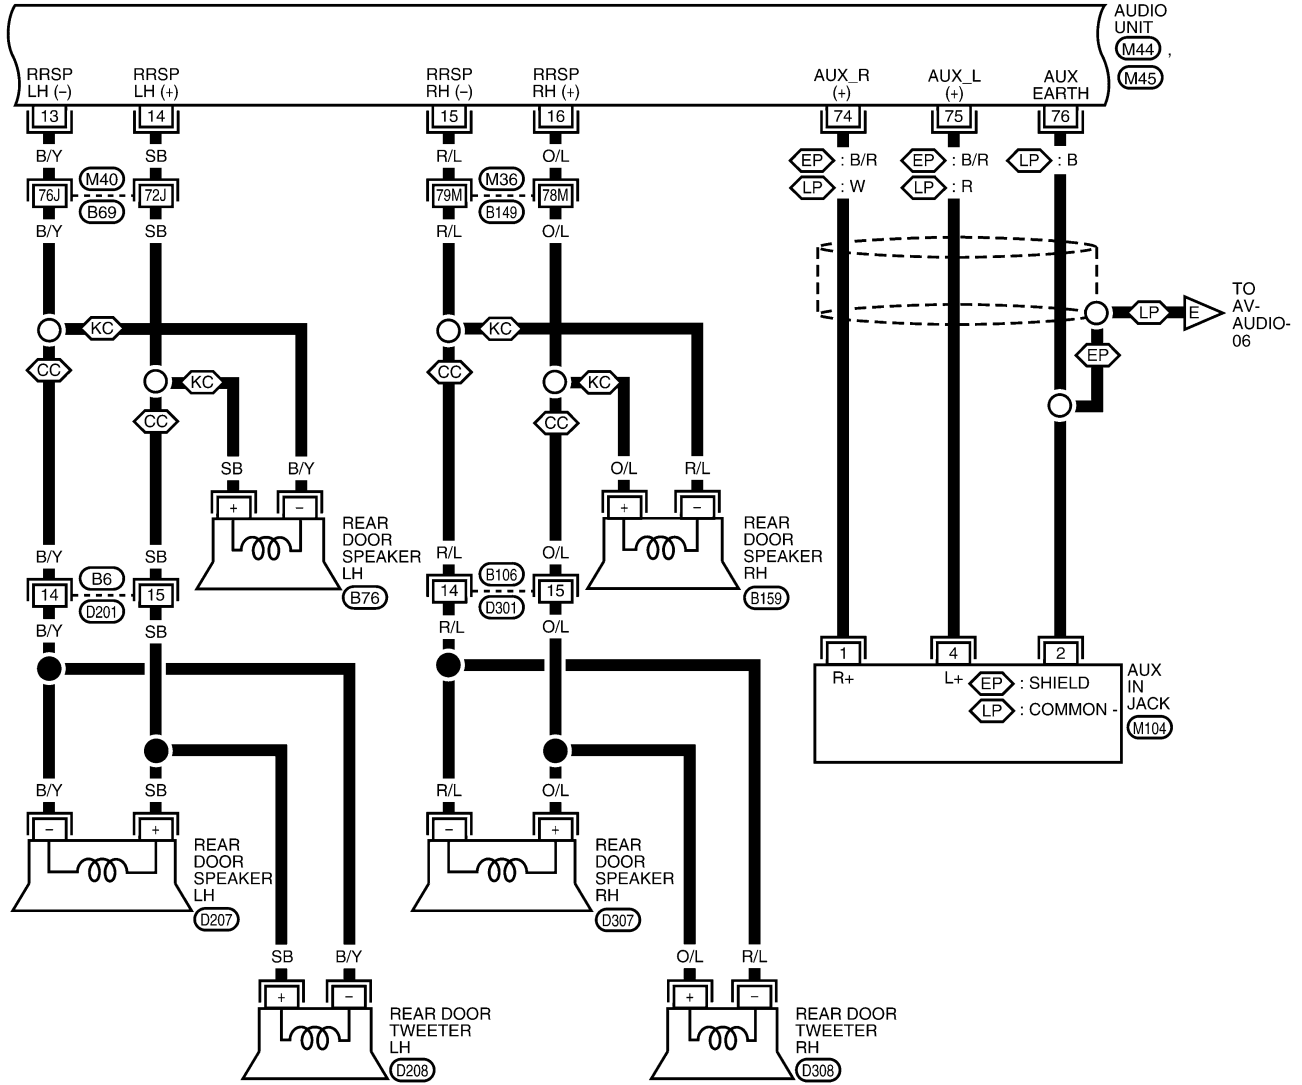 AUDIO
UNIT
M44 ,
M45
RRSP
LH (–)
RRSP
LH (+)
RRSP
RH (–)
RRSP
RH (+)
AUX_R
(+)
AUX_L
(+)
AUX
EARTH
13
14
15
16
74
75
76
B/Y
SB
R/L
O/L
EP : B/R
LP : W
EP : B/R
LP : R
LP : B
76J
M40
B69
72J
79M
M36
B149
78M
B/Y
SB
R/L
O/L
KC
CC
KC
CC
KC
CC
KC
CC
LP
E
TO
AV-
AUDIO-
06
EP
SB
B/Y
O/L
R/L
+
–
+
–
REAR
DOOR
SPEAKER
LH
B76
REAR
DOOR
SPEAKER
RH
B159
B/Y
SB
R/L
O/L
14
B6
D201
15
14
B106
D301
15
B/Y
SB
R/L
O/L
1
4
2
R+
L+
EP : SHIELD
LP : COMMON -
AUX
IN
JACK
M104
B/Y
SB
R/L
O/L
–
+
–
+
REAR
DOOR
SPEAKER
LH
D207
REAR
DOOR
SPEAKER
RH
D307
SB
B/Y
O/L
R/L
+
–
+
–
REAR DOOR
TWEETER
LH
D208
REAR DOOR
TWEETER
RH
D308